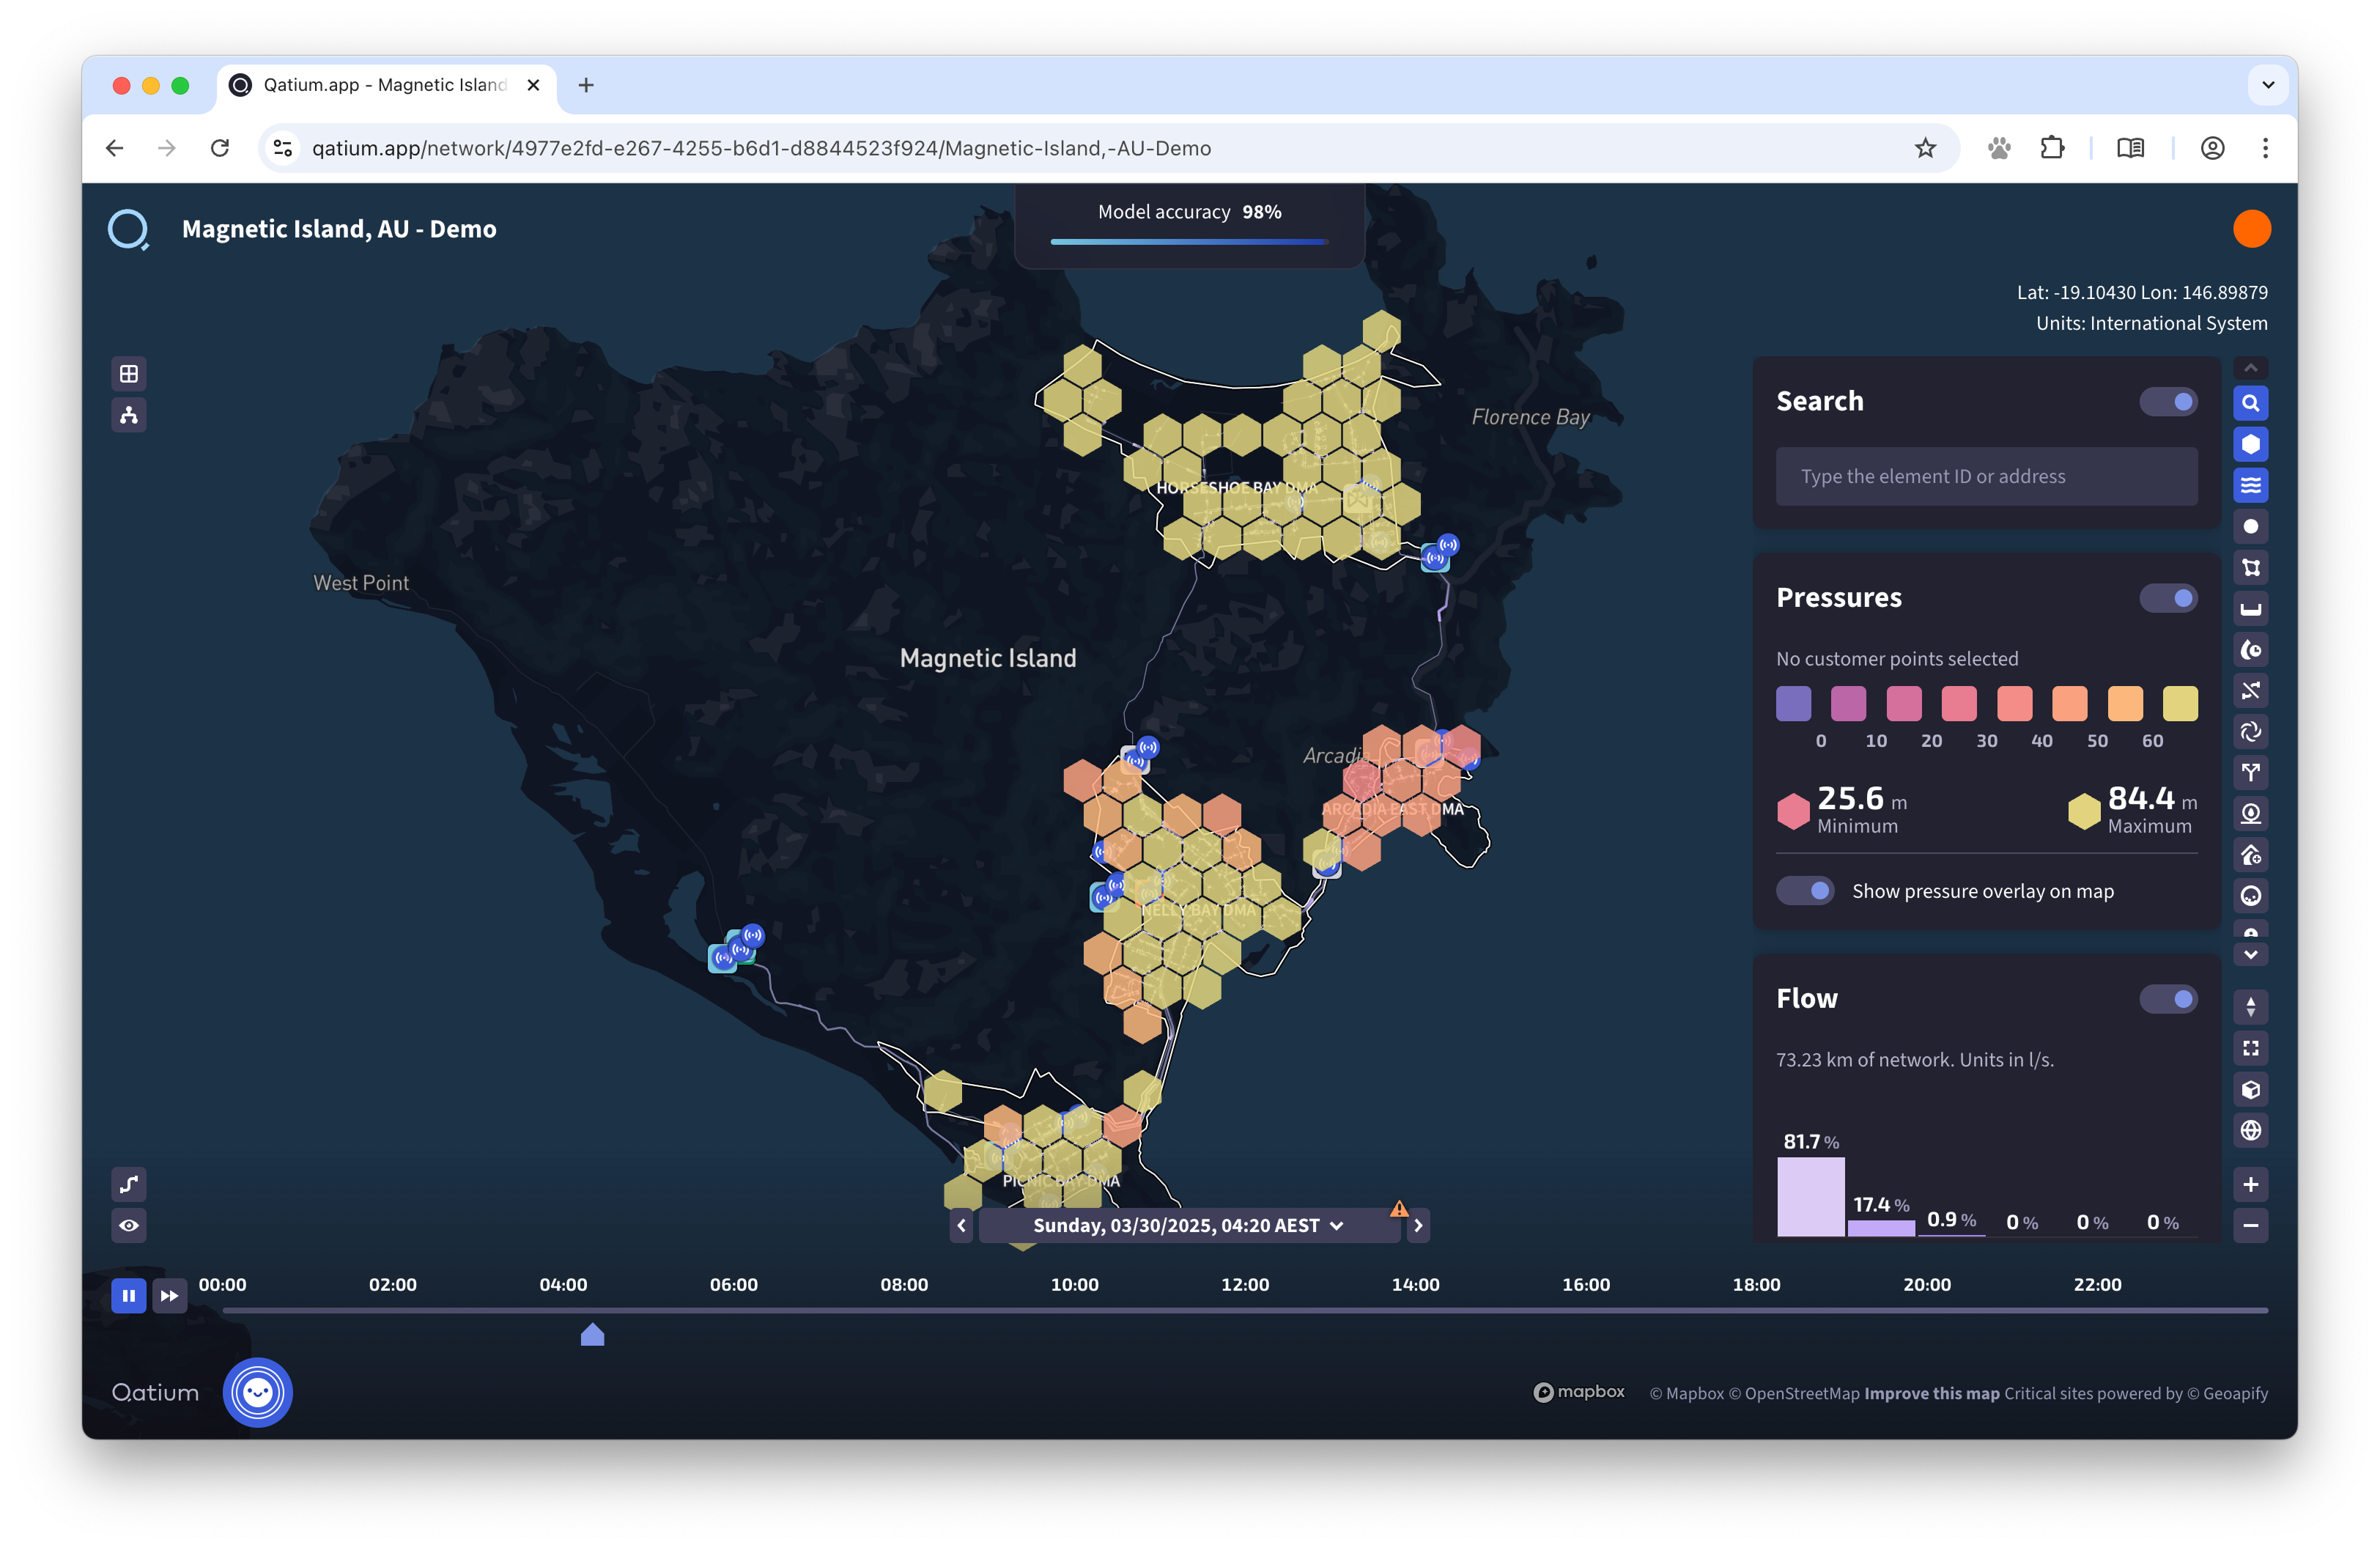 Qatium.app - Magnetic Island
qatium.app/network/4977e2fd-e267-4255-b6d1-d8844523f924/Magnetic-Island,-AU-Demo
Magnetic Island, AU - Demo
Model accuracy 98%
Lat: -19.10430 Lon: 146.89879
Units: International System
Search
Type the element ID or address
Pressures
No customer points selected
0 10 20 30 40 50 60
25.6 m
Minimum
84.4 m
Maximum
Show pressure overlay on map
Flow
73.23 km of network. Units in l/s.
81.7 %
17.4 %
0.9 %
0 %
0 %
0 %
Florence Bay
HORSESHOE BAY DMA
West Point
Magnetic Island
Arcadia
ARCADIA EAST DMA
NELLY BAY DMA
PICNIC BAY DMA
Sunday, 03/30/2025, 04:20 AEST
00:00 02:00 04:00 06:00 08:00 10:00 12:00 14:00 16:00 18:00 20:00 22:00
Qatium
mapbox
© Mapbox © OpenStreetMap Improve this map Critical sites powered by © Geoapify